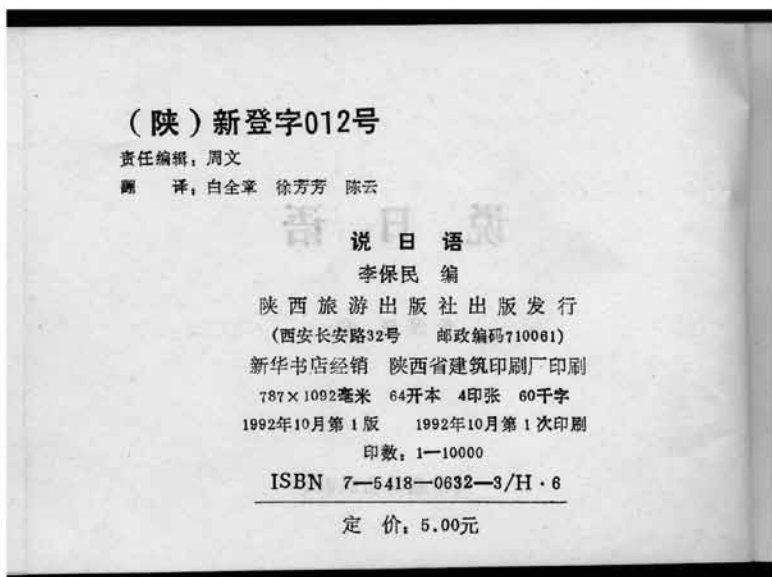 （陕）新登字012号
责任编辑：周文
翻　译：白全章　徐芳芳　陈云
说　日　语
李保民　编
陕西旅游出版社出版发行
（西安长安路32号　邮政编码710061）
新华书店经销　陕西省建筑印刷厂印刷
787×1092毫米　64开本　4印张　60千字
1992年10月第1版　1992年10月第1次印刷
印数：1—10000
ISBN　7—5418—0632—3/H·6
定　价：5.00元